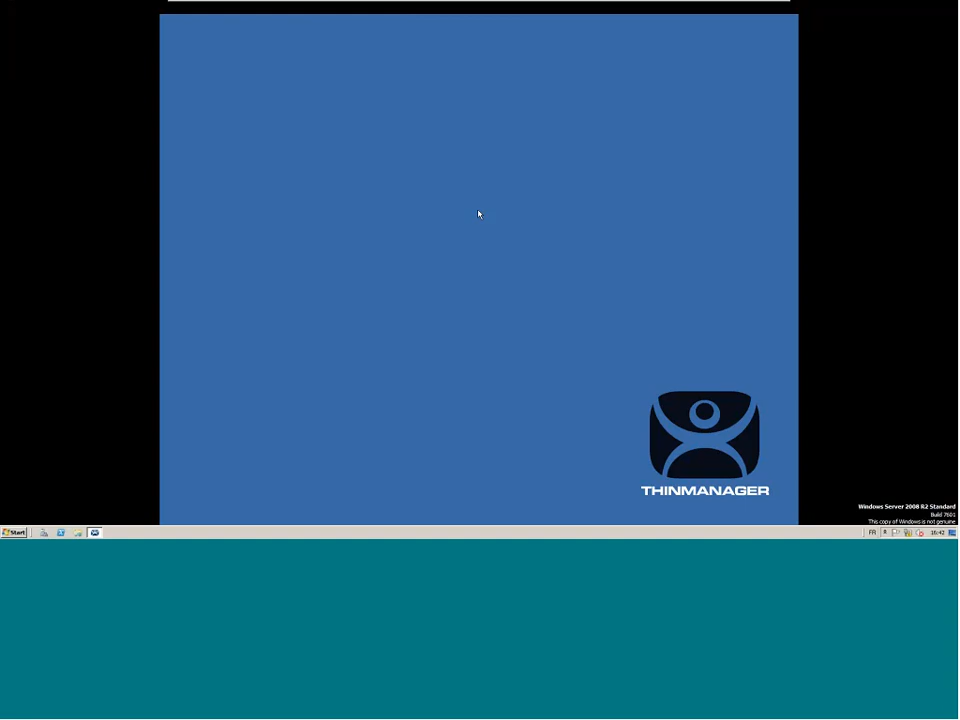 THINMANAGER
Windows Server 2008 R2 Standard
Build 7601
This copy of Windows is not genuine
Start
FR
16:42